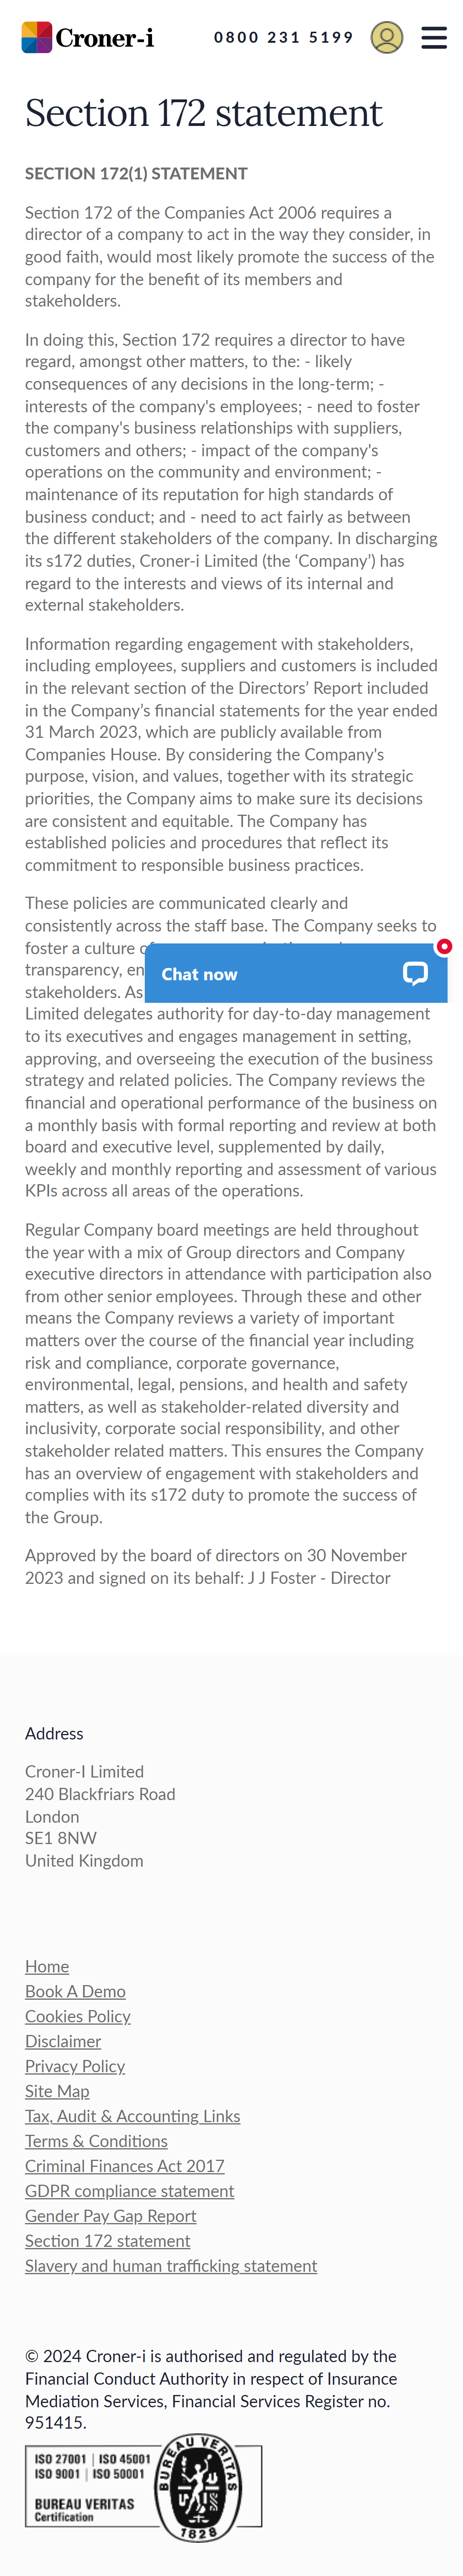 Croner-i
0800 231 5199
Section 172 statement
SECTION 172(1) STATEMENT
Section 172 of the Companies Act 2006 requires a
director of a company to act in the way they consider, in
good faith, would most likely promote the success of the
company for the benefit of its members and
stakeholders.
In doing this, Section 172 requires a director to have
regard, amongst other matters, to the: - likely
consequences of any decisions in the long-term; -
interests of the company's employees; - need to foster
the company's business relationships with suppliers,
customers and others; - impact of the company's
operations on the community and environment; -
maintenance of its reputation for high standards of
business conduct; and - need to act fairly as between
the different stakeholders of the company. In discharging
its s172 duties, Croner-i Limited (the ‘Company’) has
regard to the interests and views of its internal and
external stakeholders.
Information regarding engagement with stakeholders,
including employees, suppliers and customers is included
in the relevant section of the Directors’ Report included
in the Company’s financial statements for the year ended
31 March 2023, which are publicly available from
Companies House. By considering the Company's
purpose, vision, and values, together with its strategic
priorities, the Company aims to make sure its decisions
are consistent and equitable. The Company has
established policies and procedures that reflect its
commitment to responsible business practices.
These policies are communicated clearly and
consistently across the staff base. The Company seeks to
foster a culture
transparency,
Chat now
stakeholders. As
Limited delegates authority for day-to-day management
to its executives and engages management in setting,
approving, and overseeing the execution of the business
strategy and related policies. The Company reviews the
financial and operational performance of the business on
a monthly basis with formal reporting and review at both
board and executive level, supplemented by daily,
weekly and monthly reporting and assessment of various
KPIs across all areas of the operations.
Regular Company board meetings are held throughout
the year with a mix of Group directors and Company
executive directors in attendance with participation also
from other senior employees. Through these and other
means the Company reviews a variety of important
matters over the course of the financial year including
risk and compliance, corporate governance,
environmental, legal, pensions, and health and safety
matters, as well as stakeholder-related diversity and
inclusivity, corporate social responsibility, and other
stakeholder related matters. This ensures the Company
has an overview of engagement with stakeholders and
complies with its s172 duty to promote the success of
the Group.
Approved by the board of directors on 30 November
2023 and signed on its behalf: J J Foster - Director
Address
Croner-I Limited
240 Blackfriars Road
London
SE1 8NW
United Kingdom
Home
Book A Demo
Cookies Policy
Disclaimer
Privacy Policy
Site Map
Tax, Audit & Accounting Links
Terms & Conditions
Criminal Finances Act 2017
GDPR compliance statement
Gender Pay Gap Report
Section 172 statement
Slavery and human trafficking statement
© 2024 Croner-i is authorised and regulated by the
Financial Conduct Authority in respect of Insurance
Mediation Services, Financial Services Register no.
951415.
ISO 27001 | ISO 45001
ISO 9001 | ISO 50001
BUREAU VERITAS
Certification
BUREAU VERITAS
1828